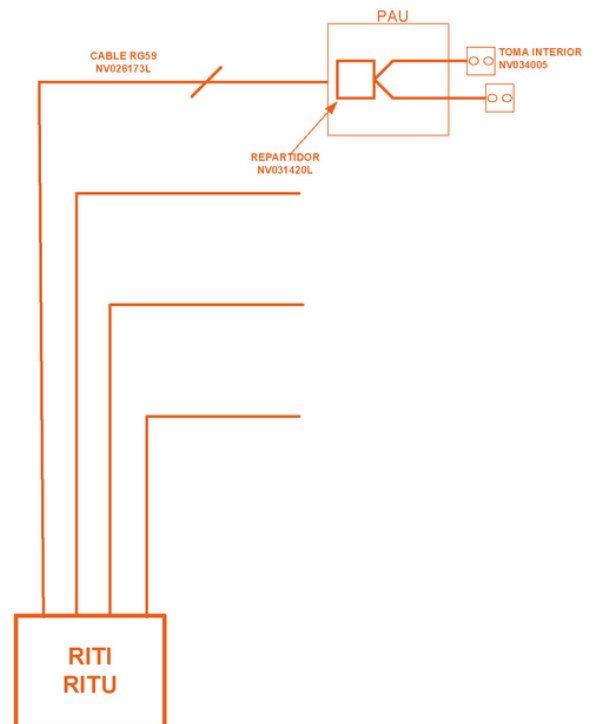 PAU
CABLE RG59
NV026173L
TOMA INTERIOR
NV034005
REPARTIDOR
NV031420L
RITI
RITU